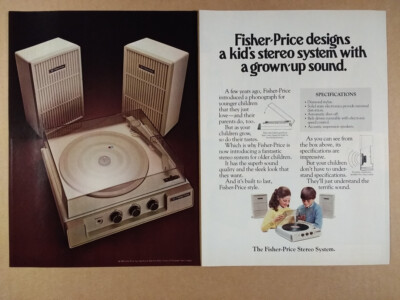 Fisher-Price designs
a kid's stereo system with
a grown-up sound.
A few years ago, Fisher-Price
introduced a phonograph for
younger children
that they just
love—and their
parents do, too.
But as your
children grow,
so do their tastes.
Which is why Fisher-Price is
now introducing a fantastic
stereo system for older children.
It has the superb sound
quality and the sleek look that
they want.
And it's built to last,
Fisher-Price style.
SPECIFICATIONS
As you can see from
the box above, its
specifications are
impressive.
But your children
don't have to under-
stand specifications.
They'll just understand the
terrific sound.
The Fisher-Price Stereo System.